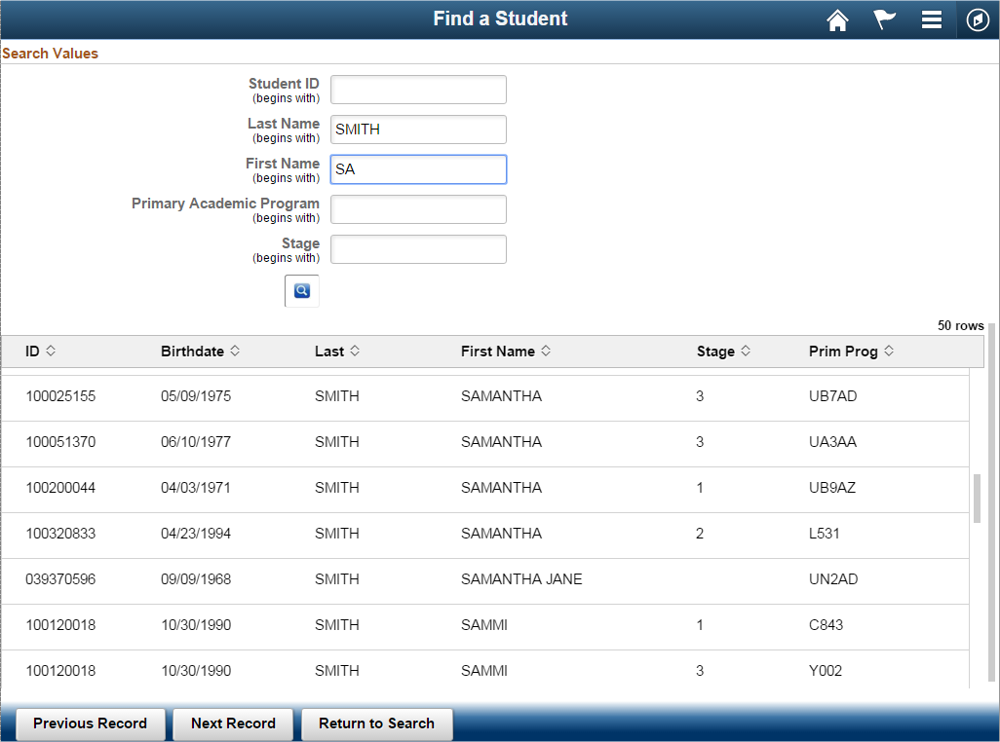 Find a Student
Search Values
Student ID
(begins with)
Last Name SMITH
(begins with)
First Name SA
(begins with)
Primary Academic Program
(begins with)
Stage
(begins with)
50 rows
ID Birthdate Last First Name Stage Prim Prog
100025155 05/09/1975 SMITH SAMANTHA 3 UB7AD
100051370 06/10/1977 SMITH SAMANTHA 3 UA3AA
100200044 04/03/1971 SMITH SAMANTHA 1 UB9AZ
100320833 04/23/1994 SMITH SAMANTHA 2 L531
039370596 09/09/1968 SMITH SAMANTHA JANE UN2AD
100120018 10/30/1990 SMITH SAMMI 1 C843
100120018 10/30/1990 SMITH SAMMI 3 Y002
Previous Record Next Record Return to Search